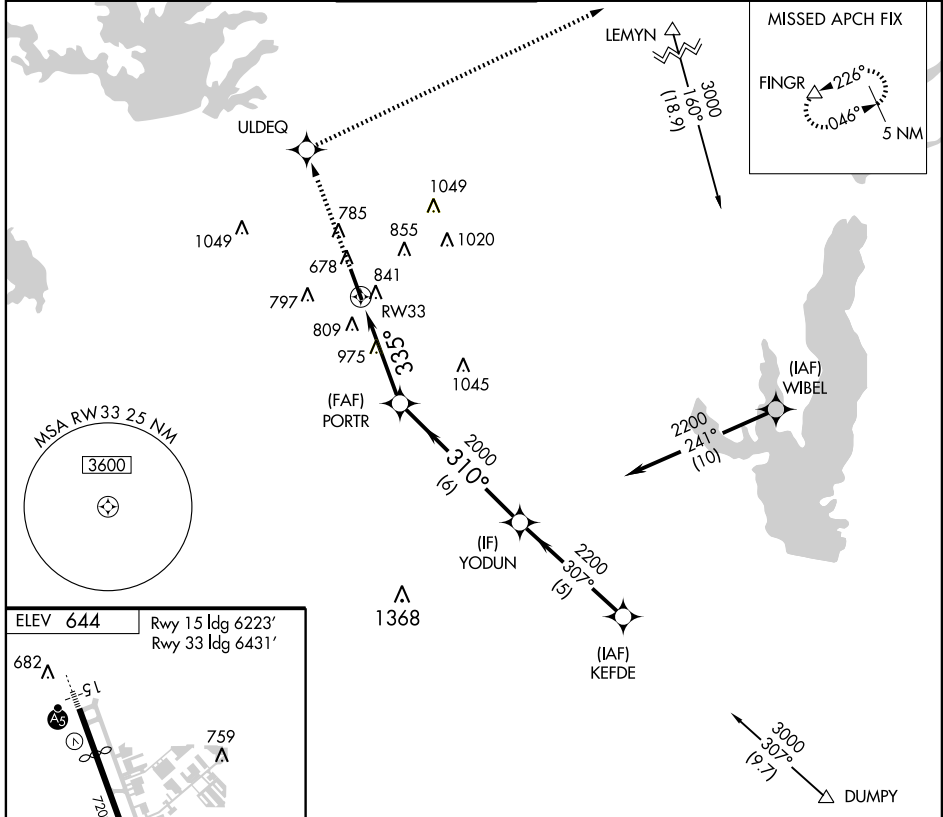 MISSED APCH FIX
FINGR
226°
046°
5 NM
LEMYN
3000
160°
(18.9)
ULDEQ
1049
785
1049
855
1020
678
841
797
RW33
809
975
335°
1045
(FAF)
PORTR
(IAF)
WIBEL
2200
241°
(10)
2000
310°
(6)
MSA RW33 25 NM
3600
(IF)
YODUN
2200
307°
(5)
1368
(IAF)
KEFDE
3000
307°
(9.7)
DUMPY
ELEV 644
Rwy 15 ldg 6223'
Rwy 33 ldg 6431'
682
15
A5
V
759
720